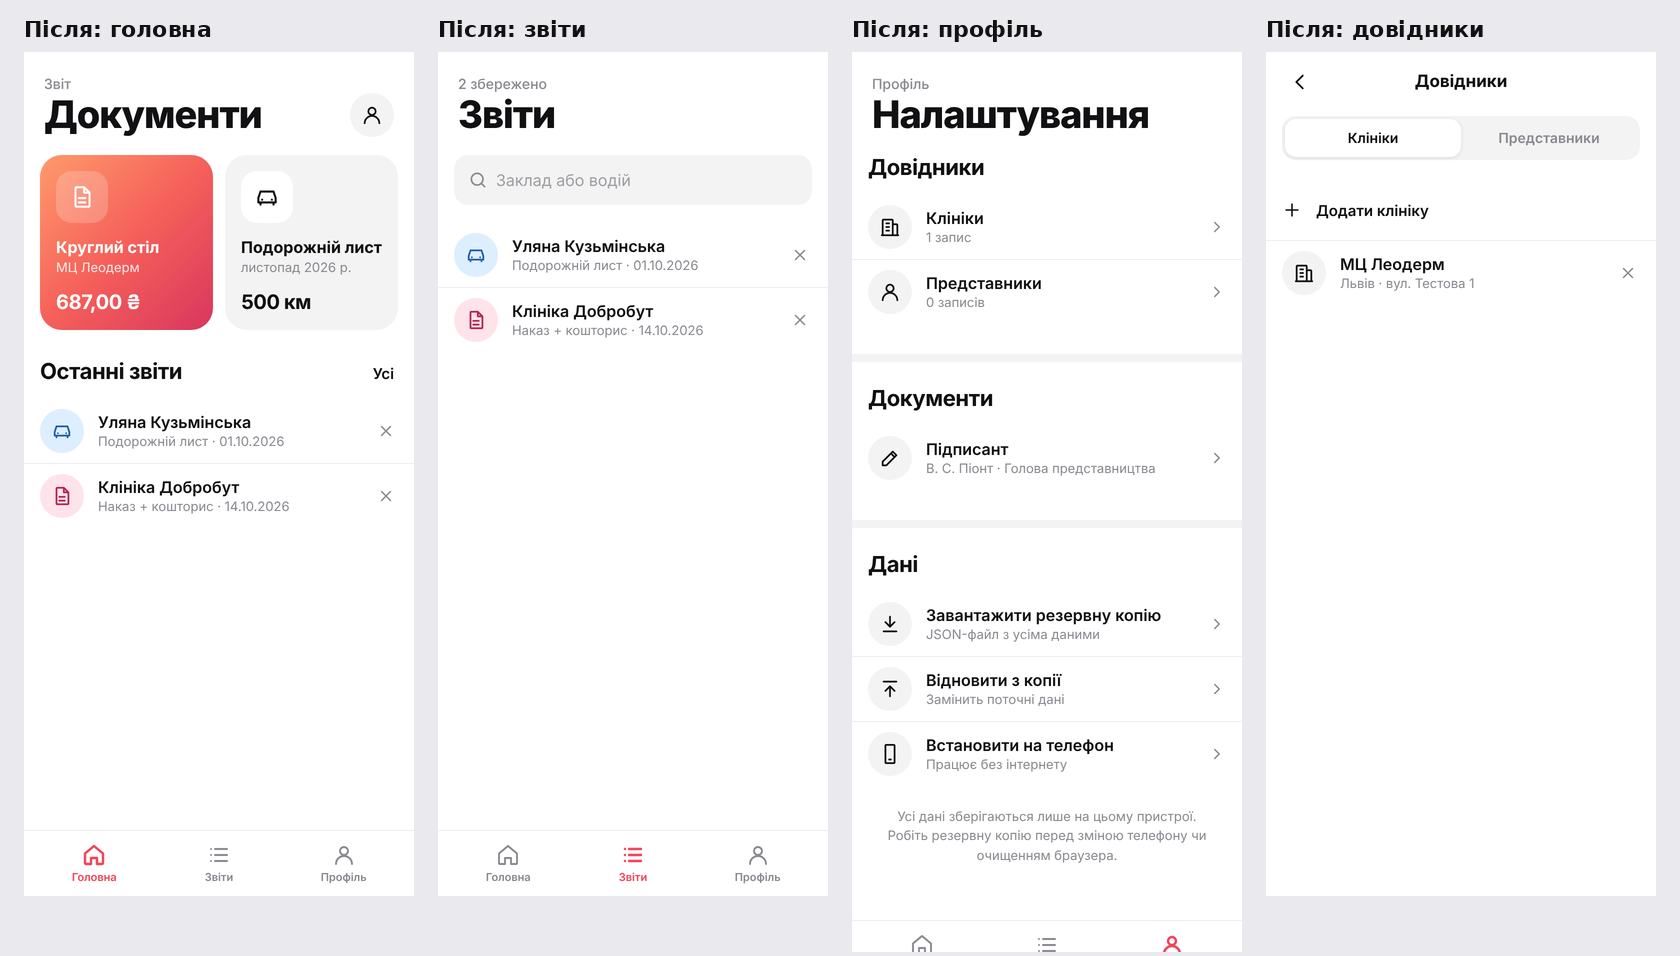 Після: головна
Звіт
Документи
Круглий стіл
МЦ Леодерм
687,00 ₴
Подорожній лист
листопад 2026 р.
500 км
Останні звіти
Усі
Уляна Кузьмінська
Подорожній лист · 01.10.2026
Клініка Добробут
Наказ + кошторис · 14.10.2026
Головна
Звіти
Профіль
Після: звіти
2 збережено
Звіти
Заклад або водій
Уляна Кузьмінська
Подорожній лист · 01.10.2026
Клініка Добробут
Наказ + кошторис · 14.10.2026
Головна
Звіти
Профіль
Після: профіль
Профіль
Налаштування
Довідники
Клініки
1 запис
Представники
0 записів
Документи
Підписант
В. С. Піонт · Голова представництва
Дані
Завантажити резервну копію
JSON-файл з усіма даними
Відновити з копії
Замінить поточні дані
Встановити на телефон
Працює без інтернету
Усі дані зберігаються лише на цьому пристрої.
Робіть резервну копію перед зміною телефону чи
очищенням браузера.
Після: довідники
Довідники
Клініки
Представники
Додати клініку
МЦ Леодерм
Львів · вул. Тестова 1